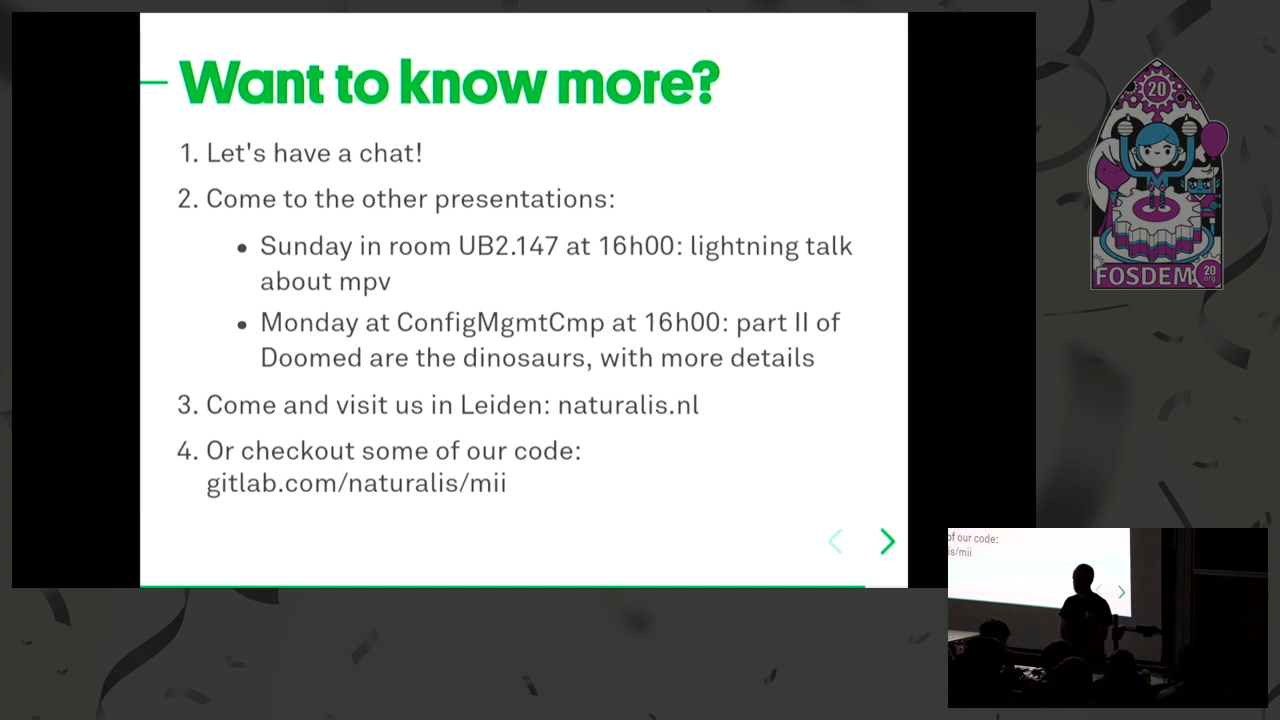 Want to know more?
1. Let's have a chat!
2. Come to the other presentations:
• Sunday in room UB2.147 at 16h00: lightning talk
about mpv
• Monday at ConfigMgmtCmp at 16h00: part II of
Doomed are the dinosaurs, with more details
3. Come and visit us in Leiden: naturalis.nl
4. Or checkout some of our code:
gitlab.com/naturalis/mii
20
FOSDEM
20
.org
of our code:
is/mii